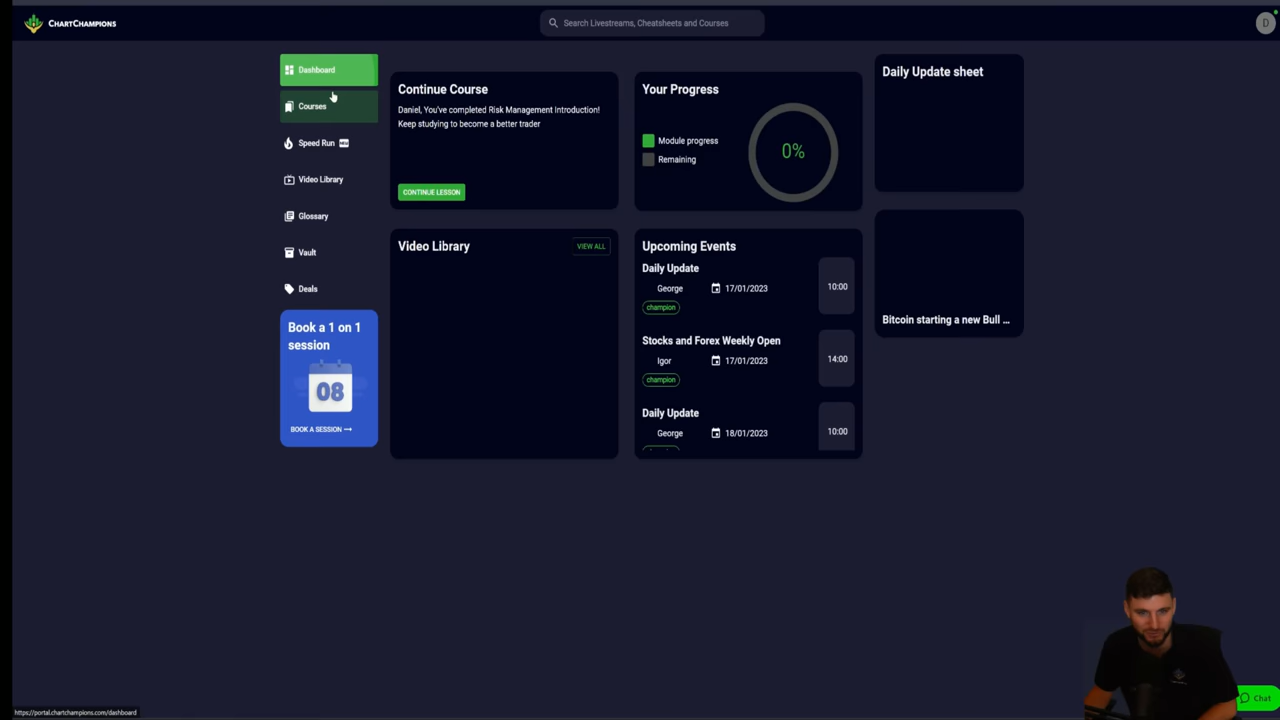 CHARTCHAMPIONS
Search Livestreams, Cheatsheets and Courses
D
Dashboard
Courses
Speed Run
Video Library
Glossary
Vault
Deals
Book a 1 on 1
session
08
BOOK A SESSION
Continue Course
Daniel, You've completed Risk Management Introduction!
Keep studying to become a better trader
CONTINUE LESSON
Your Progress
Module progress
Remaining
0%
Daily Update sheet
Video Library
VIEW ALL
Upcoming Events
Daily Update
George 17/01/2023
10:00
champion
Stocks and Forex Weekly Open
Igor 17/01/2023
14:00
champion
Daily Update
George 18/01/2023
10:00
Bitcoin starting a new Bull ...
Chat
https://portal.chartchampions.com/dashboard